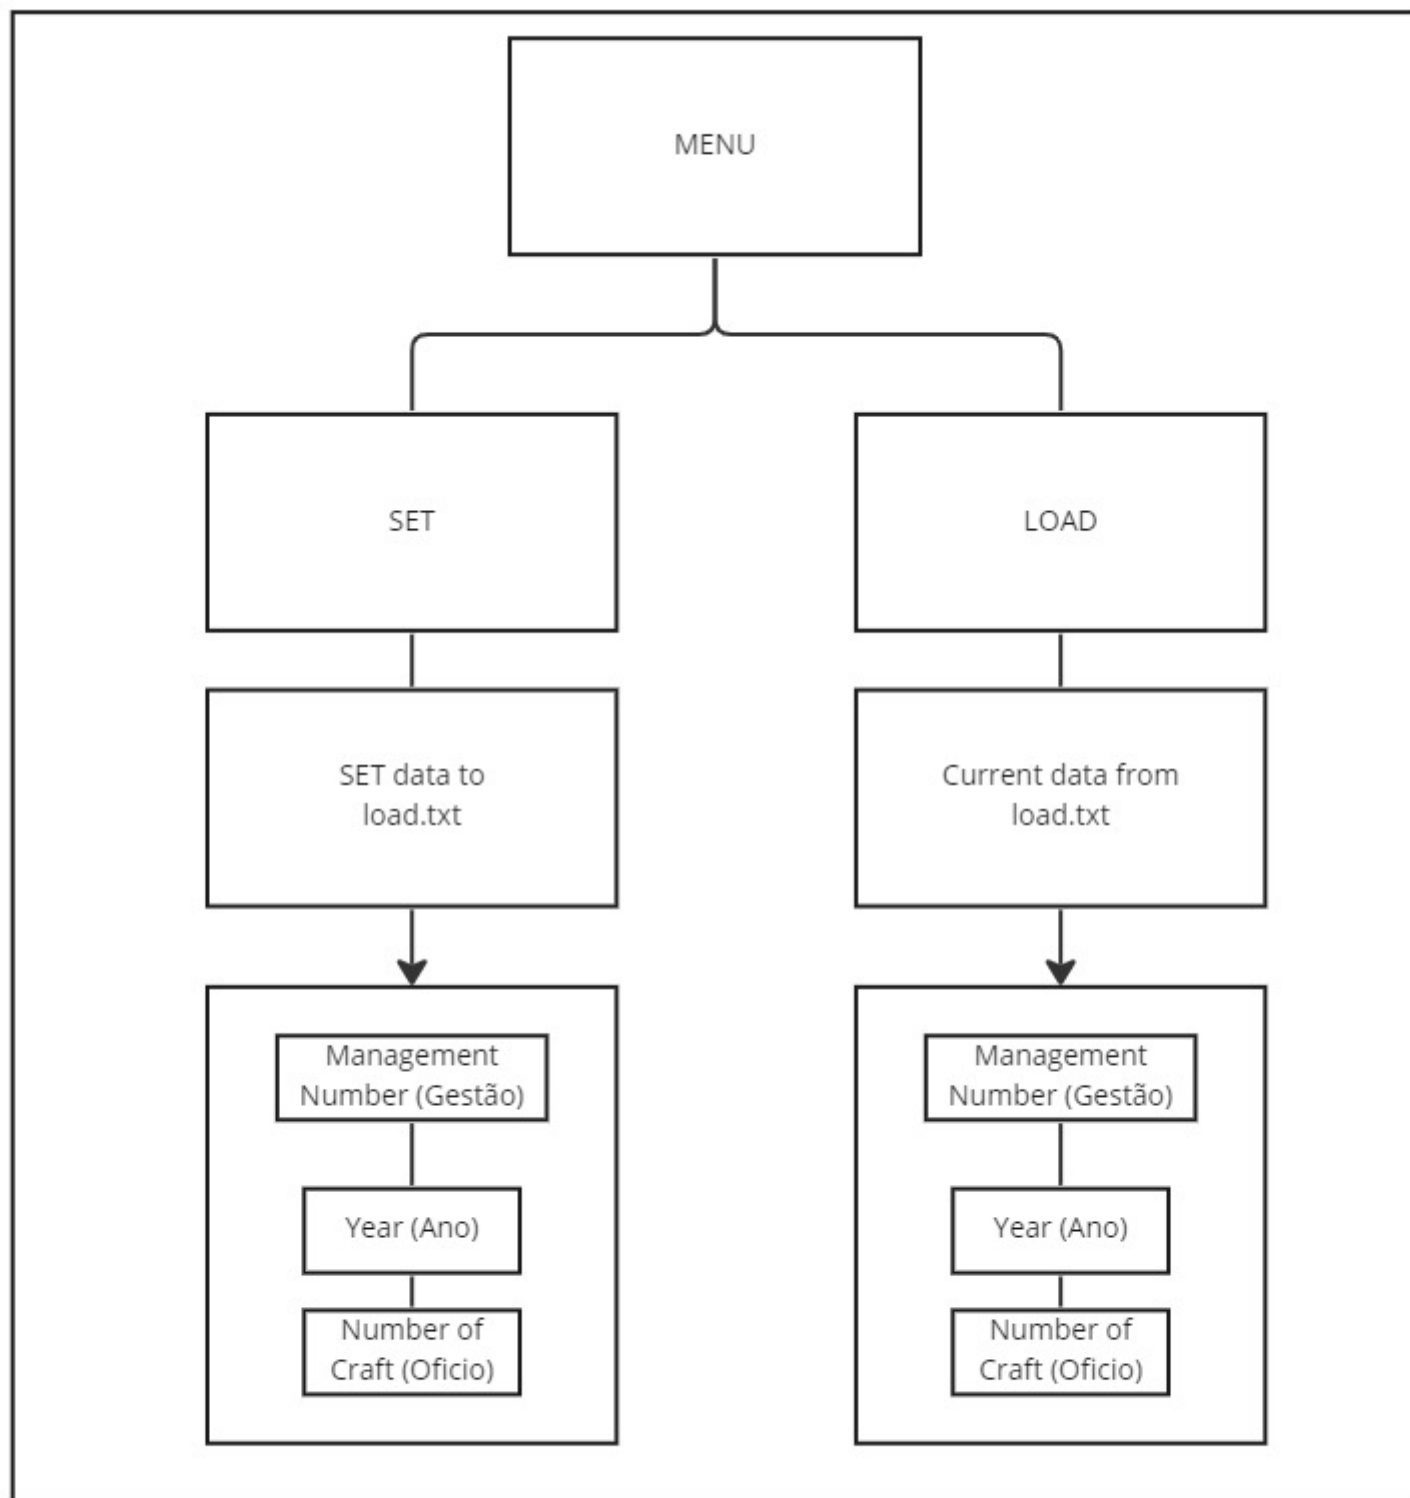 MENU
SET
LOAD
SET data to
load.txt
Current data from
load.txt
Management
Number (Gestão)
Year (Ano)
Number of
Craft (Oficio)
Management
Number (Gestão)
Year (Ano)
Number of
Craft (Oficio)